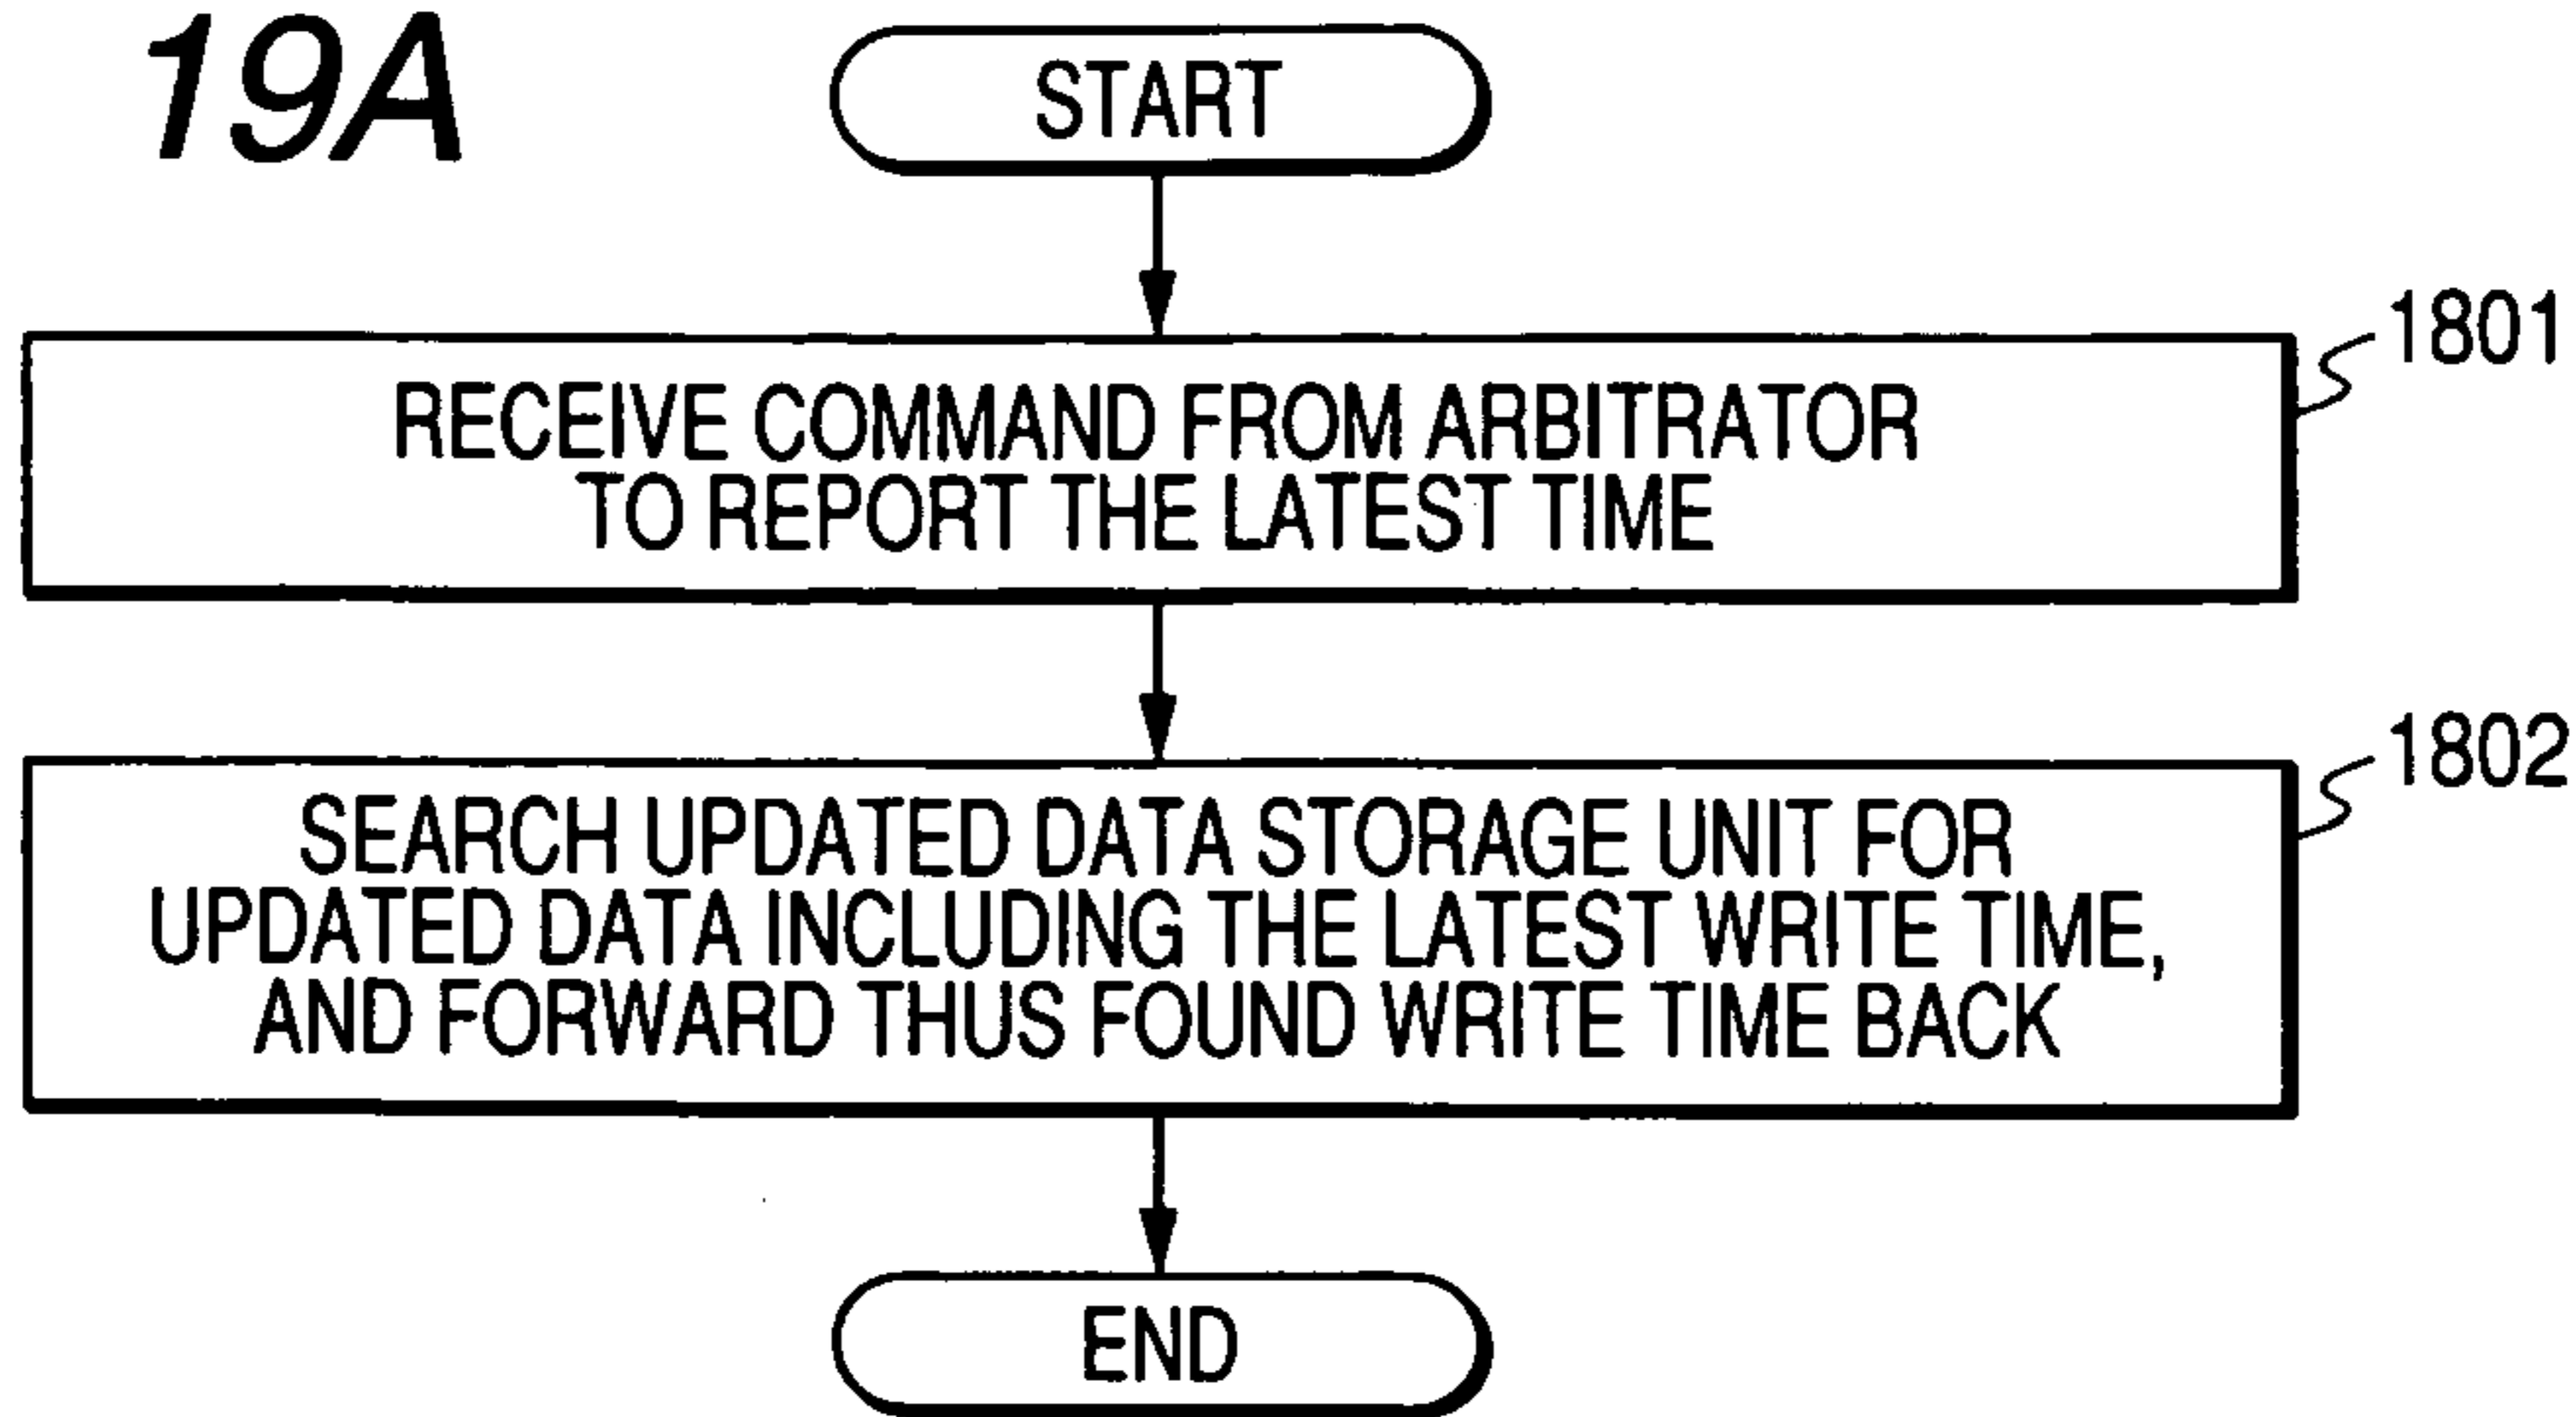 19A
START
1801
RECEIVE COMMAND FROM ARBITRATOR
TO REPORT THE LATEST TIME
1802
SEARCH UPDATED DATA STORAGE UNIT FOR
UPDATED DATA INCLUDING THE LATEST WRITE TIME,
AND FORWARD THUS FOUND WRITE TIME BACK
END